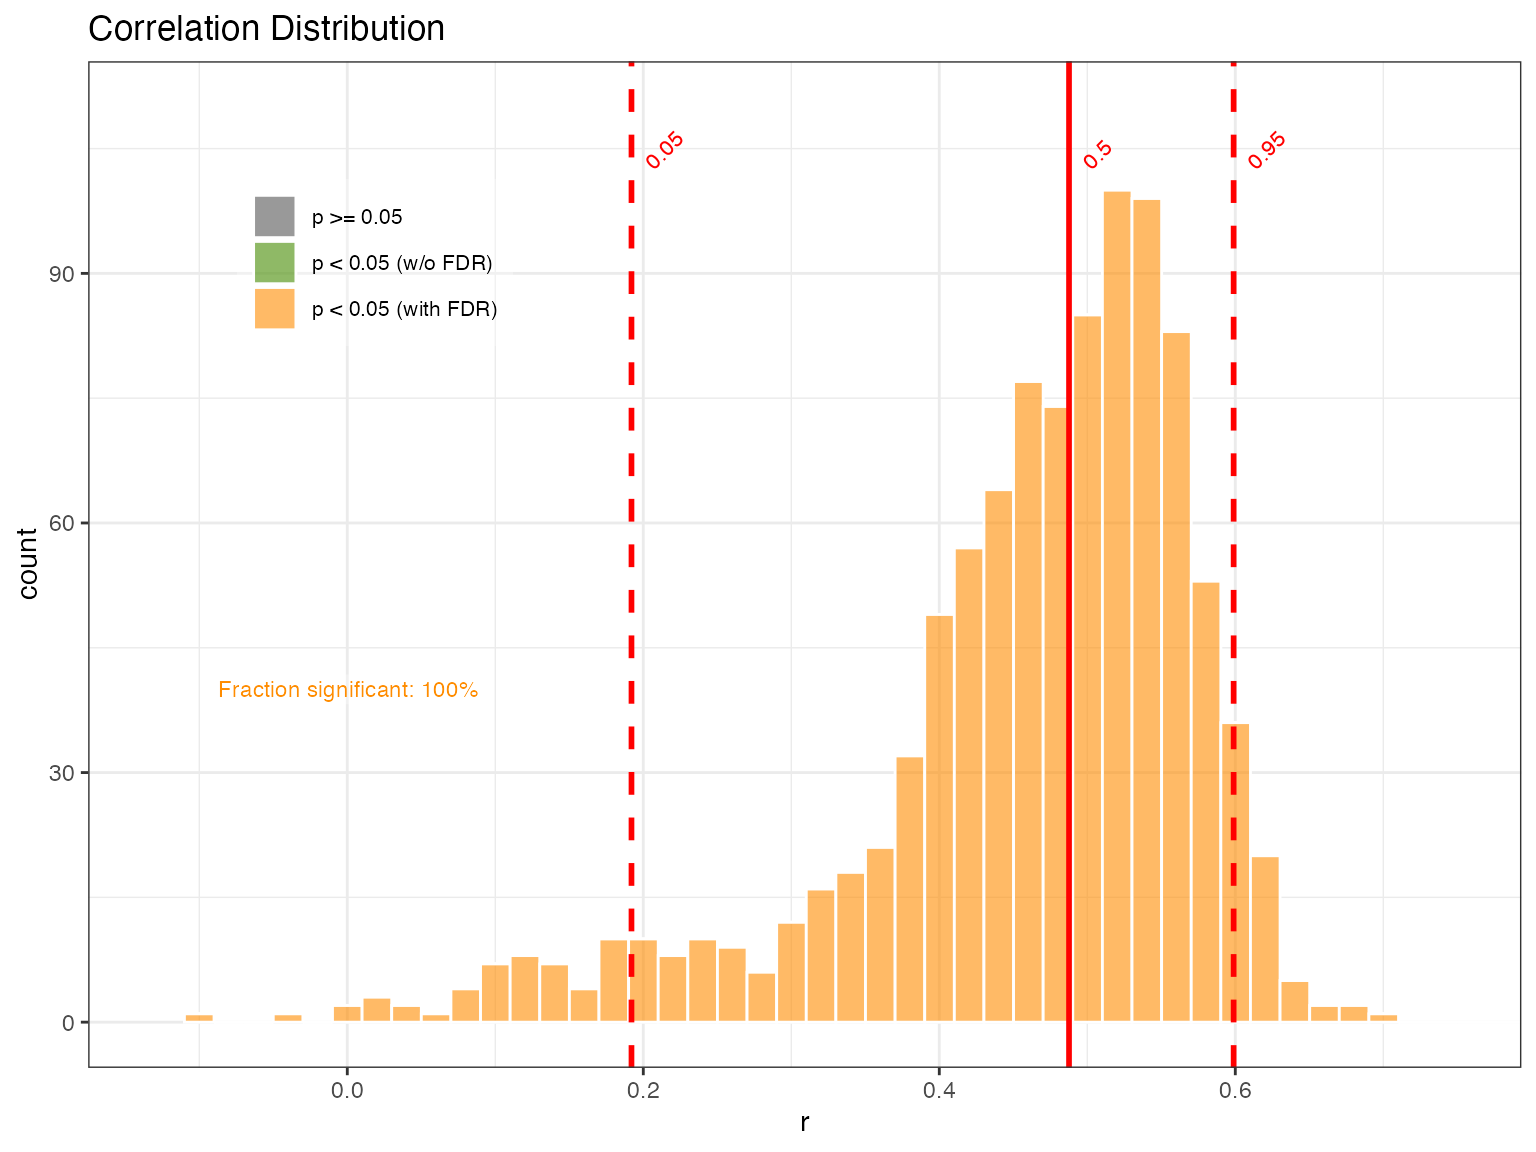 Correlation Distribution
0.05
0.5
0.95
p >= 0.05
p < 0.05 (w/o FDR)
p < 0.05 (with FDR)
Fraction significant: 100%
90
60
30
0
count
0.0
0.2
0.4
0.6
r